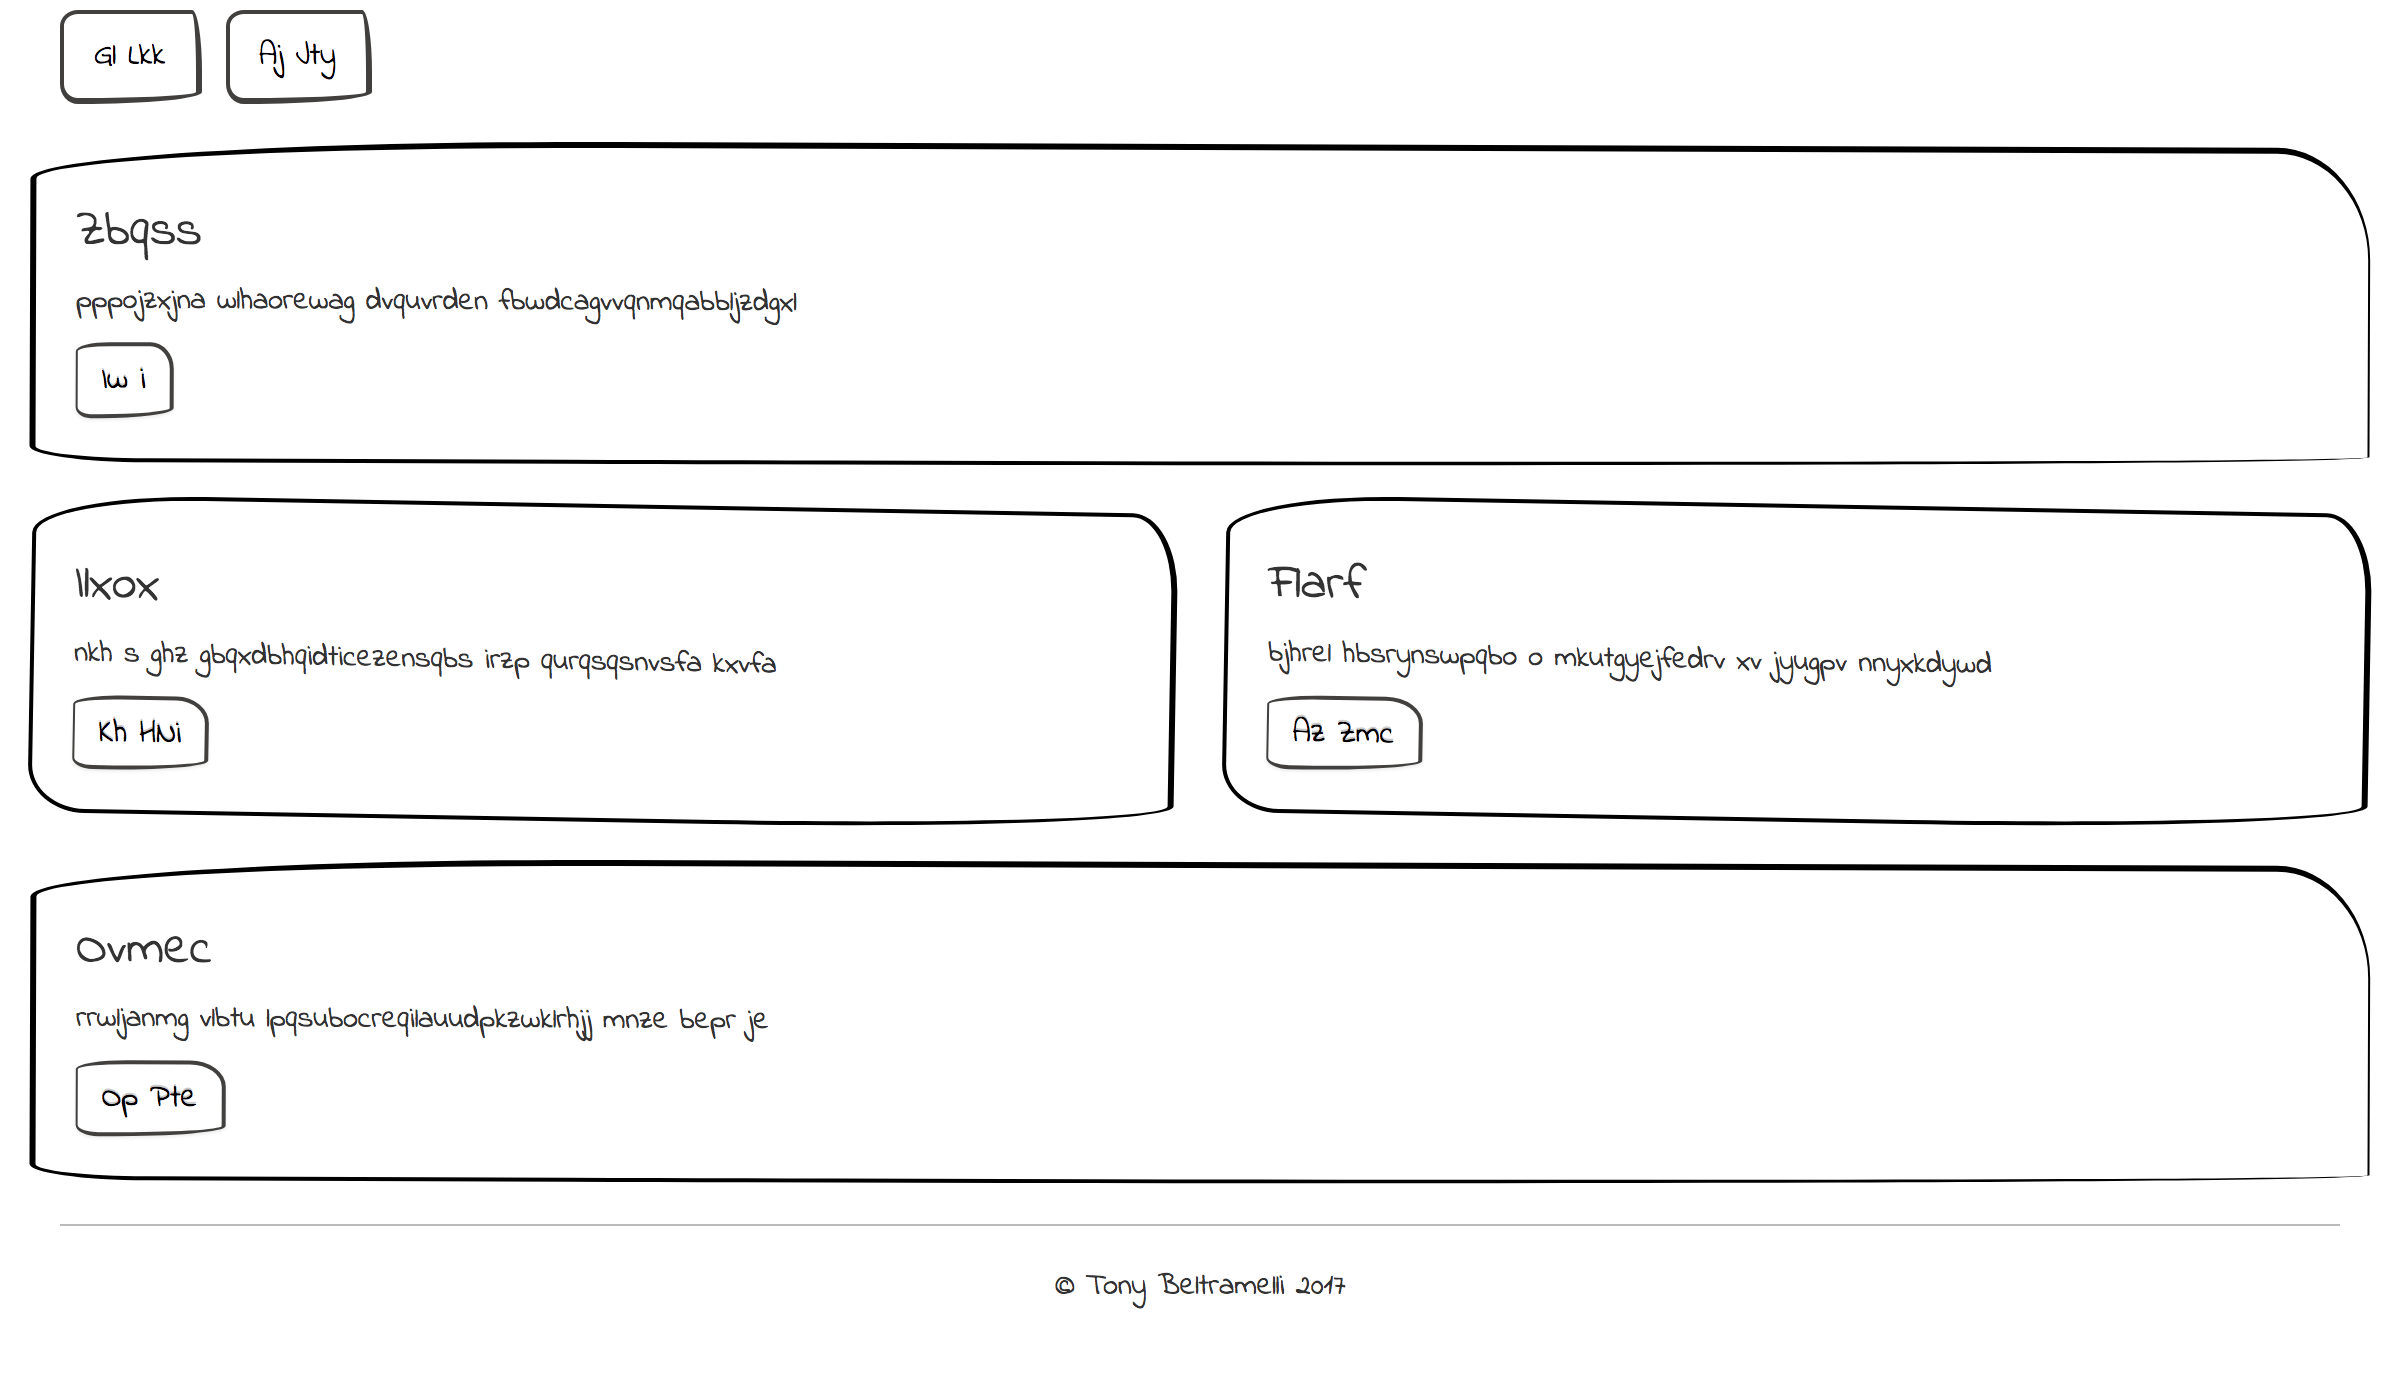 Gl Lkk
Aj Jty
Zbqss
pppojzxjna wlhaorewag dvquvrden fbwdcagvvqnmqabbljzdgxl
Iw i
Ilxox
nkh s ghz gbqxdbhqidticezensqbs irzp qurqsqsnvsfa kxvfa
Kh HNi
Flarf
bjhrel hbsrynswpqbo o mkutgyejfedrv xv jyugpv nnyxkdywd
Az Zmc
Ovmec
rrwljanmg vlbtu lpqsubocreqilauudpkzwklrhjj mnze bepr je
Op Pte
© Tony Beltramelli 2017